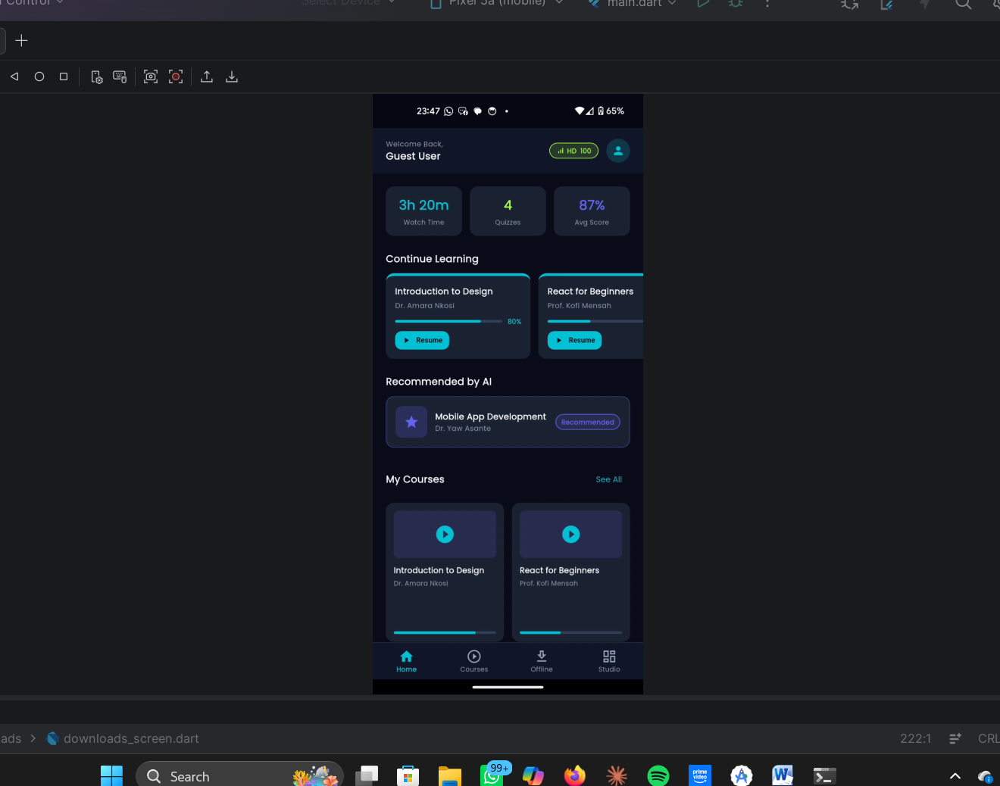 Control
Select Device
Pixel 5a (mobile)
main.dart
23:47
65%
Welcome Back,
Guest User
HD 100
3h 20m
4
87%
Watch Time
Quizzes
Avg Score
Continue Learning
Introduction to Design
React for Beginners
Dr. Amara Nkosi
Prof. Kofi Mensah
80%
Resume
Resume
Recommended by AI
Mobile App Development
Dr. Yaw Asante
Recommended
My Courses
See All
Introduction to Design
React for Beginners
Dr. Amara Nkosi
Prof. Kofi Mensah
Home
Courses
Offline
Studio
ads > downloads_screen.dart
222:1
CRL
Search
99+
prime video